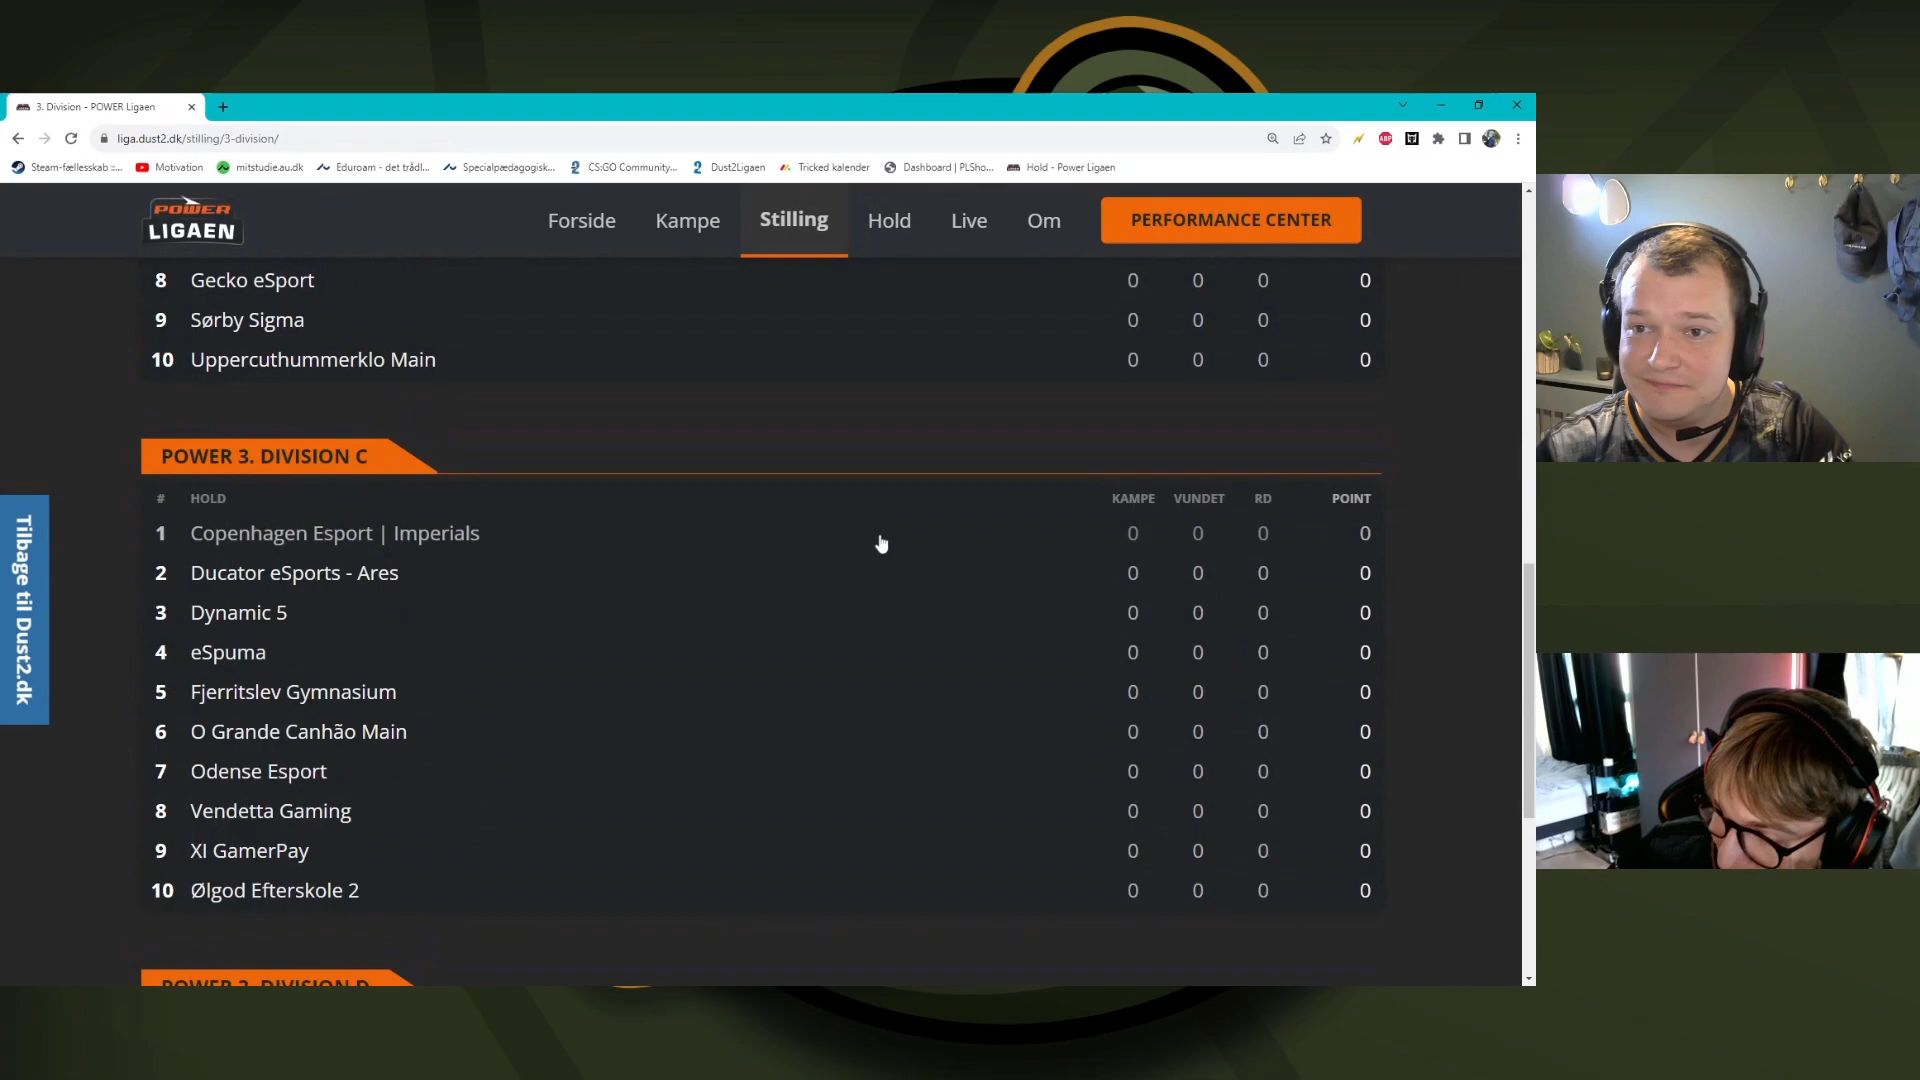 3. Division - POWER Ligaen
liga.dust2.dk/stilling/3-division/
ABP
Steam-fællesskab ::... Motivation mitstudie.au.dk Eduroam - det trådl... Specialpædagogisk... CS:GO Community... Dust2Ligaen Tricked kalender Dashboard | PLSho... Hold - Power Ligaen
POWER
LIGAEN
Forside Kampe Stilling Hold Live Om PERFORMANCE CENTER
8 Gecko eSport 0 0 0 0
9 Sørby Sigma 0 0 0 0
10 Uppercuthummerklo Main 0 0 0 0
POWER 3. DIVISION C
# HOLD KAMPE VUNDET RD POINT
1 Copenhagen Esport | Imperials 0 0 0 0
2 Ducator eSports - Ares 0 0 0 0
3 Dynamic 5 0 0 0 0
4 eSpuma 0 0 0 0
5 Fjerritslev Gymnasium 0 0 0 0
6 O Grande Canhão Main 0 0 0 0
7 Odense Esport 0 0 0 0
8 Vendetta Gaming 0 0 0 0
9 XI GamerPay 0 0 0 0
10 Ølgod Efterskole 2 0 0 0 0
POWER 3. DIVISION D
Tilbage til Dust2.dk